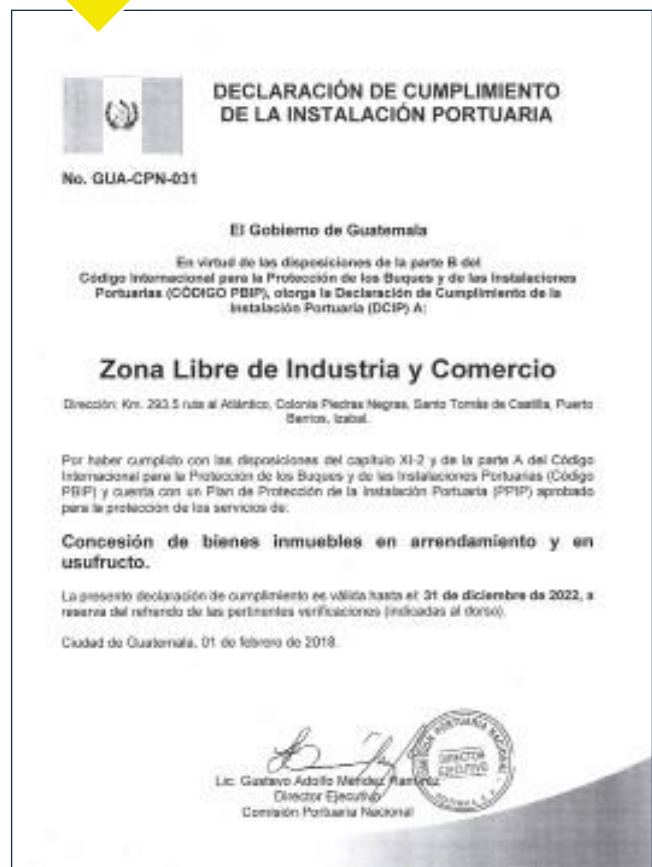 DECLARACIÓN DE CUMPLIMIENTO
DE LA INSTALACIÓN PORTUARIA
No. GUA-CPN-031
El Gobierno de Guatemala
En virtud de las disposiciones de la parte B del
Código Internacional para la Protección de los Buques y de las Instalaciones
Portuarias (CÓDIGO PBIP), otorga la Declaración de Cumplimiento de la
Instalación Portuaria (DCIP) A:
Zona Libre de Industria y Comercio
Dirección: Km. 293.5 ruta al Atlántico, Colonia Piedras Negras, Santo Tomás de Castilla, Puerto
Barrios, Izabal.
Por haber cumplido con las disposiciones del capítulo XI-2 y de la parte A del Código
Internacional para la Protección de los Buques y de las Instalaciones Portuarias (Código
PBIP) y cuenta con un Plan de Protección de la Instalación Portuaria (PPIP) aprobado
para la protección de los servicios de:
Concesión de bienes inmuebles en arrendamiento y en
usufructo.
La presente declaración de cumplimiento es válida hasta el: 31 de diciembre de 2022, a
reserva del refrendo de las pertinentes verificaciones (indicadas al dorso).
Ciudad de Guatemala, 01 de febrero de 2018.
Lic. Gustavo Adolfo Méndez Ramírez
Director Ejecutivo
Comisión Portuaria Nacional
COMISIÓN PORTUARIA NACIONAL
DIRECTOR
EJECUTIVO